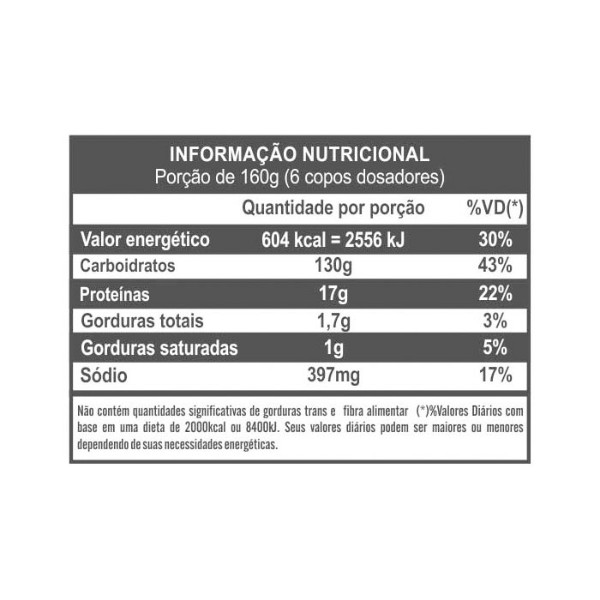 INFORMAÇÃO NUTRICIONAL
Porção de 160g (6 copos dosadores)
Quantidade por porção %VD(*)
Valor energético 604 kcal = 2556 kJ 30%
Carboidratos 130g 43%
Proteínas 17g 22%
Gorduras totais 1,7g 3%
Gorduras saturadas 1g 5%
Sódio 397mg 17%
Não contém quantidades significativas de gorduras trans e fibra alimentar (*)%Valores Diários com
base em uma dieta de 2000kcal ou 8400kJ. Seus valores diários podem ser maiores ou menores
dependendo de suas necessidades energéticas.